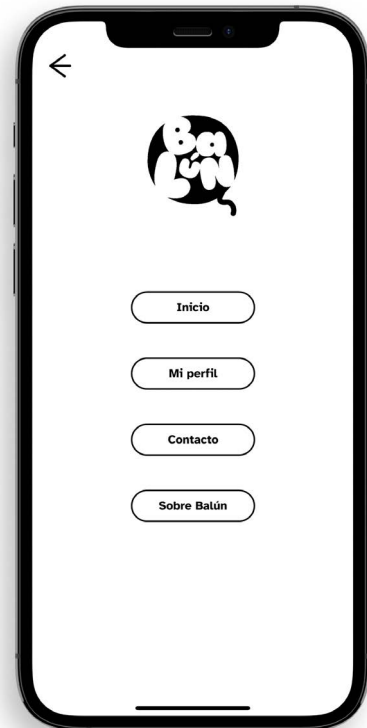 Balún
Inicio
Mi perfil
Contacto
Sobre Balún